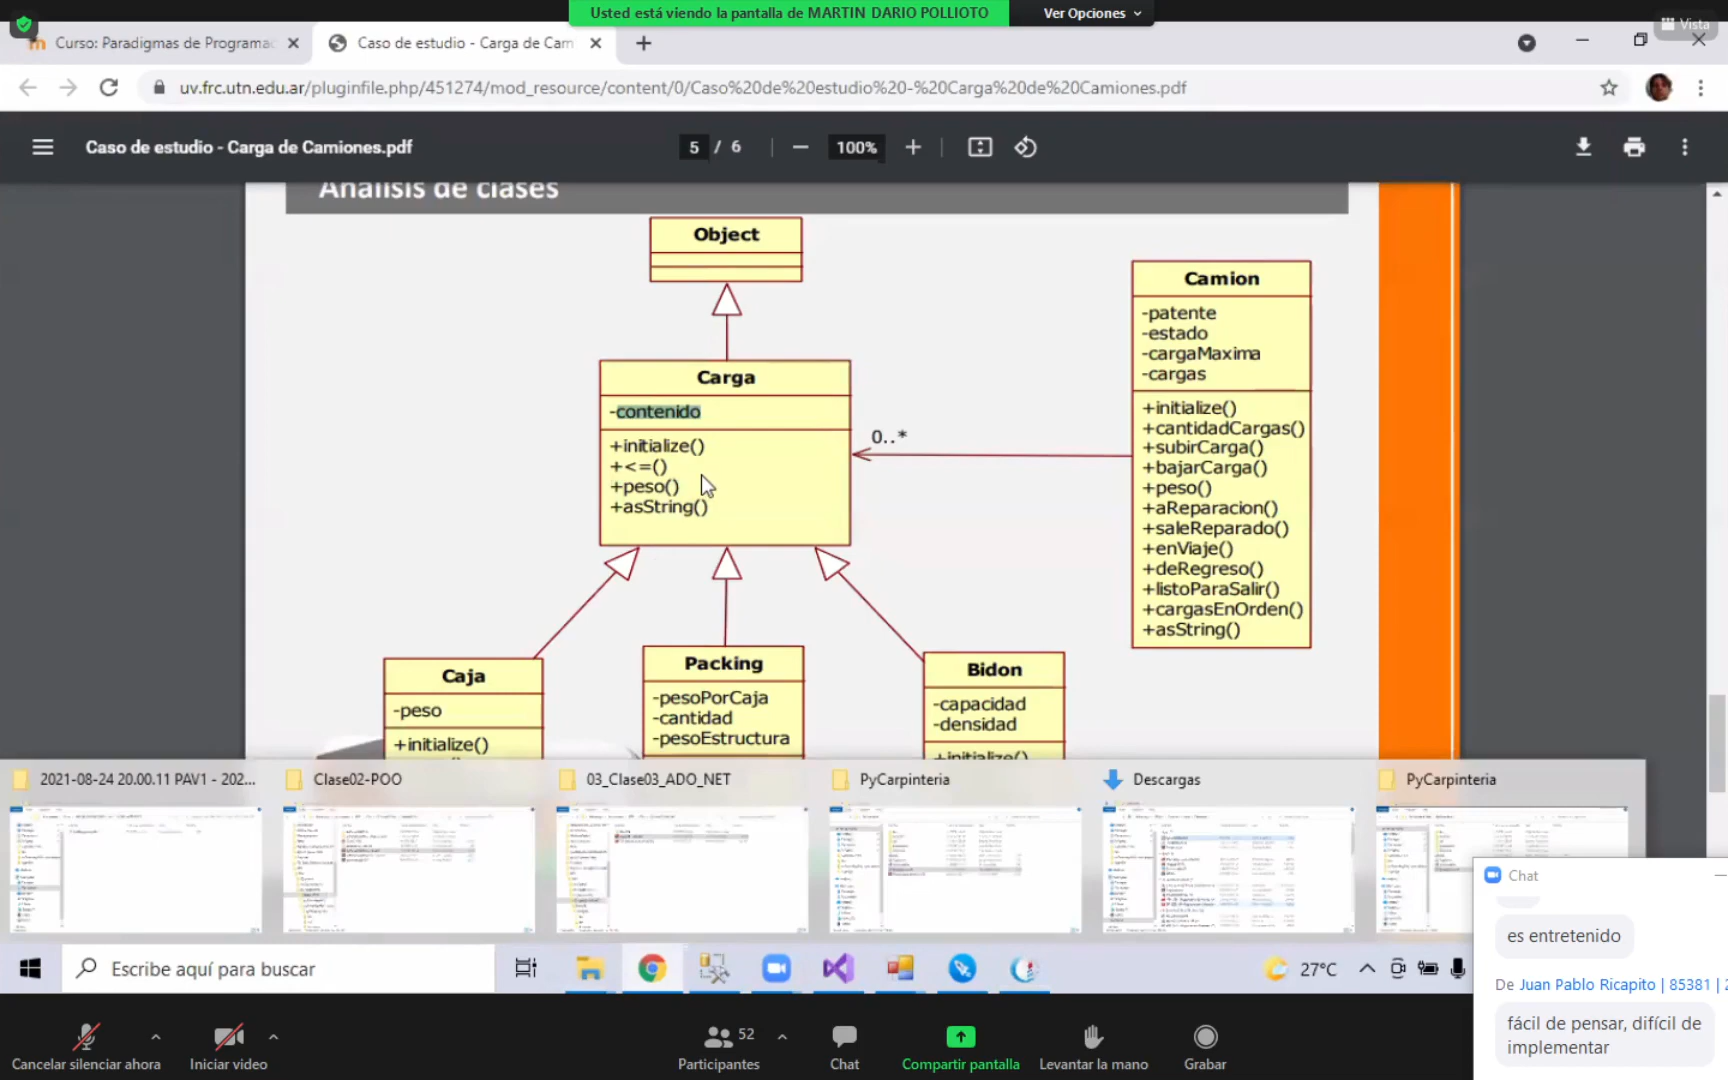 Usted está viendo la pantalla de MARTIN DARIO POLLIOTO
Ver Opciones
Vista
Curso: Paradigmas de Programac
Caso de estudio - Carga de Cam
uv.frc.utn.edu.ar/pluginfile.php/451274/mod_resource/content/0/Caso%20de%20estudio%20-%20Carga%20de%20Camiones.pdf
Caso de estudio - Carga de Camiones.pdf
5 / 6
100%
Análisis de clases
Object
Carga
-contenido
+initialize()
+<=()
+peso()
+asString()
0..*
Camion
-patente
-estado
-cargaMaxima
-cargas
+initialize()
+cantidadCargas()
+subirCarga()
+bajarCarga()
+peso()
+aReparacion()
+saleReparado()
+enViaje()
+deRegreso()
+listoParaSalir()
+cargasEnOrden()
+asString()
Caja
-peso
+initialize()
Packing
-pesoPorCaja
-cantidad
-pesoEstructura
Bidon
-capacidad
-densidad
+initialize()
2021-08-24 20.00.11 PAV1 - 202...
Clase02-POO
03_Clase03_ADO_NET
PyCarpinteria
Descargas
PyCarpinteria
Escribe aquí para buscar
27°C
Chat
es entretenido
De Juan Pablo Ricapito | 85381 | 2
fácil de pensar, difícil de
implementar
Cancelar silenciar ahora
Iniciar video
52
Participantes
Chat
Compartir pantalla
Levantar la mano
Grabar